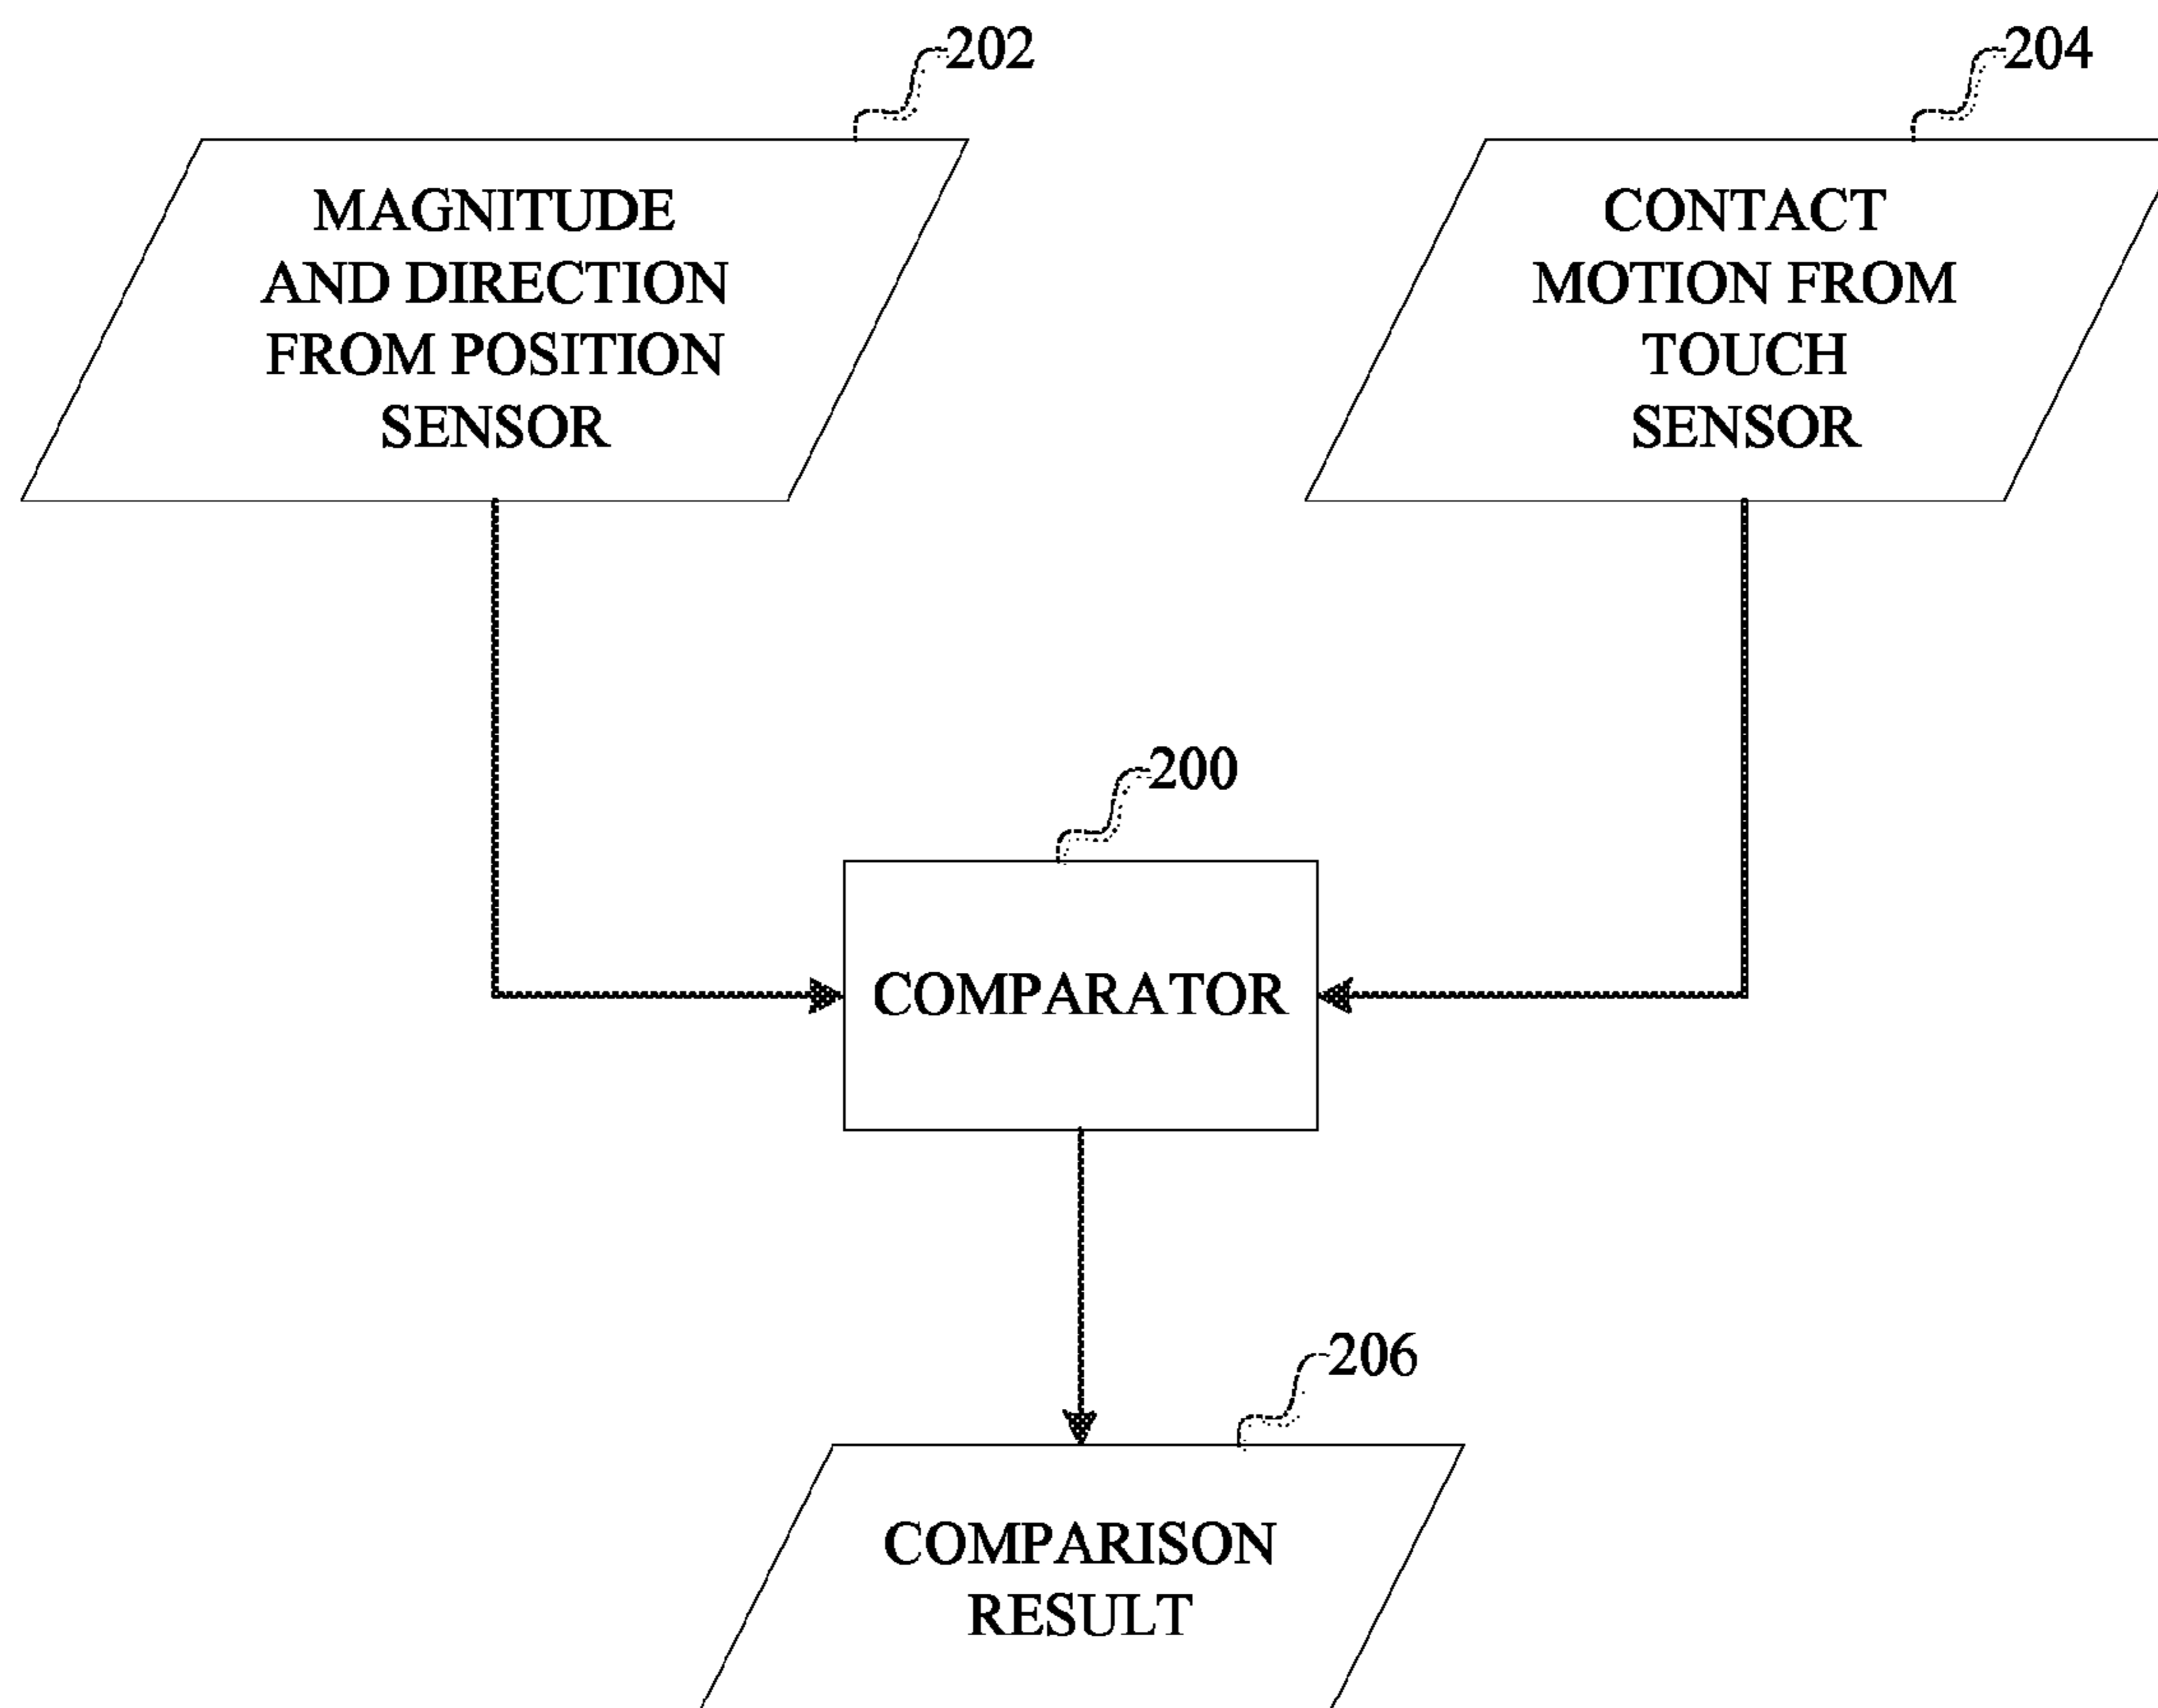 202
MAGNITUDE
AND DIRECTION
FROM POSITION
SENSOR
204
CONTACT
MOTION FROM
TOUCH
SENSOR
200
COMPARATOR
206
COMPARISON
RESULT